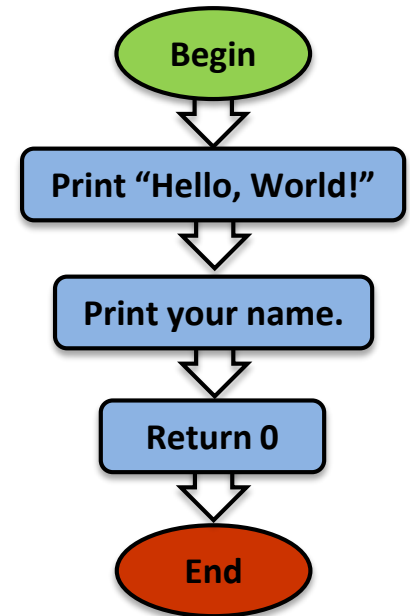 Begin
Print “Hello, World!”
Print your name.
Return 0
End